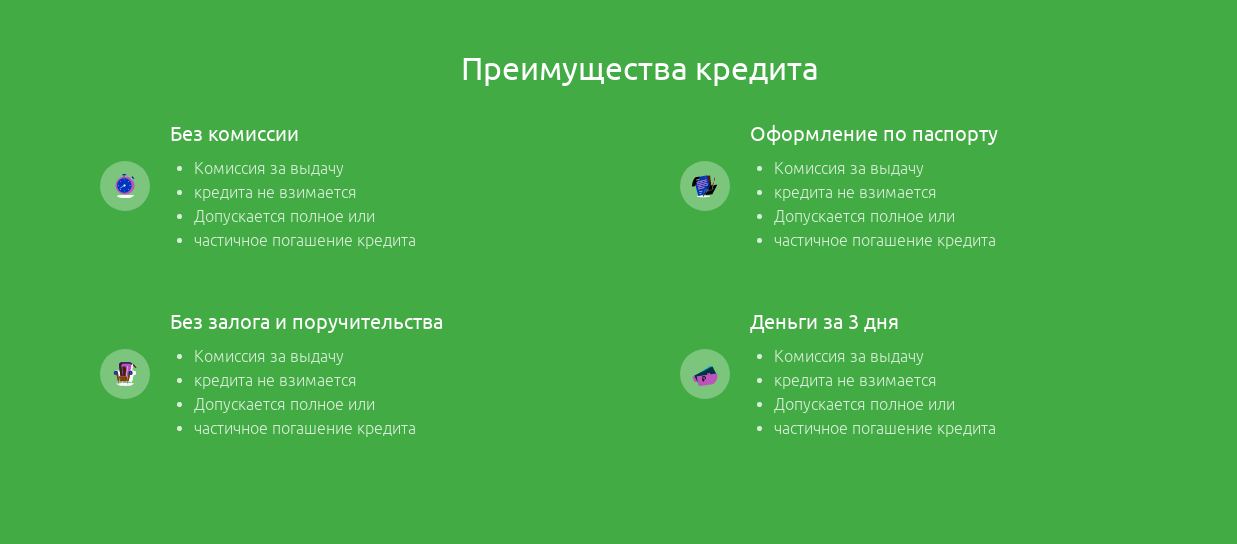 Преимущества кредита
Без комиссии
Комиссия за выдачу
кредита не взимается
Допускается полное или
частичное погашение кредита
Оформление по паспорту
Комиссия за выдачу
кредита не взимается
Допускается полное или
частичное погашение кредита
Без залога и поручительства
Комиссия за выдачу
кредита не взимается
Допускается полное или
частичное погашение кредита
Деньги за 3 дня
Комиссия за выдачу
кредита не взимается
Допускается полное или
частичное погашение кредита